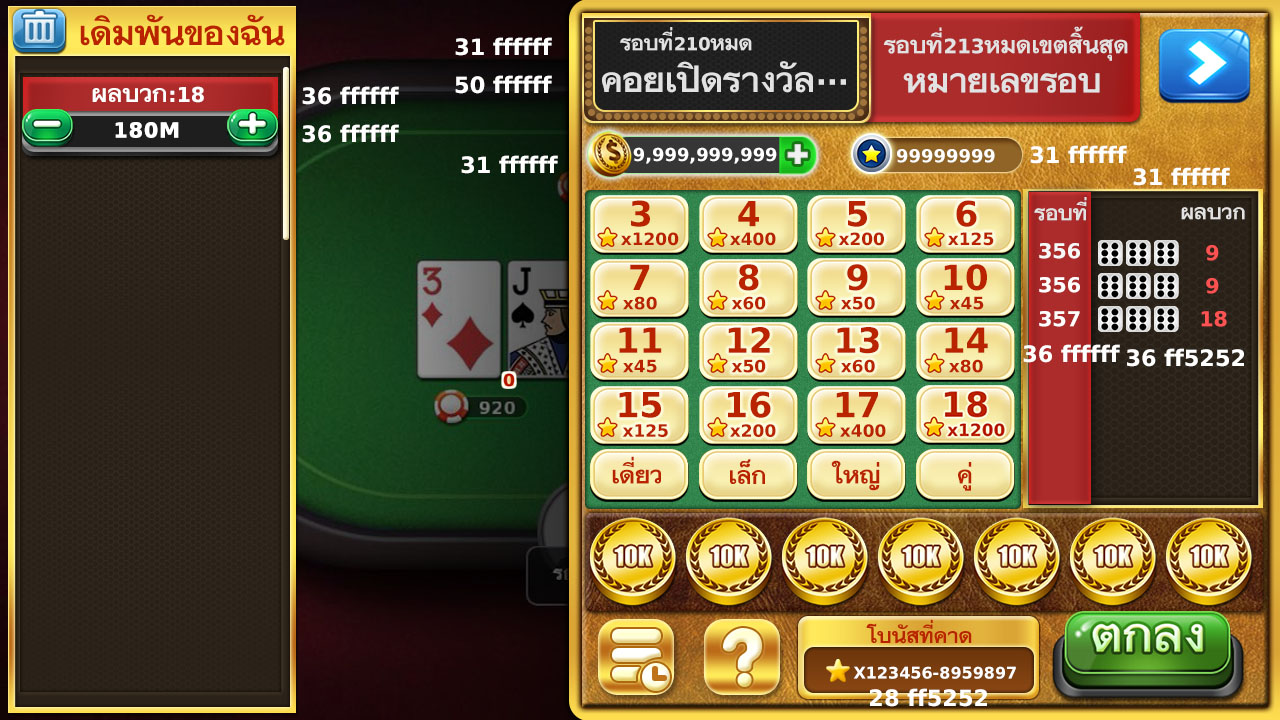 เดิมพันของฉัน
ผลบวก:18
180M
31 ffffff
50 ffffff
36 ffffff
36 ffffff
31 ffffff
3
J
0
920
รอบที่210หมด
คอยเปิดรางวัล···
รอบที่213หมดเขตสิ้นสุด
หมายเลขรอบ
9,999,999,999
99999999
31 ffffff
31 ffffff
3 x1200
4 x400
5 x200
6 x125
7 x80
8 x60
9 x50
10 x45
11 x45
12 x50
13 x60
14 x80
15 x125
16 x200
17 x400
18 x1200
เดี่ยว
เล็ก
ใหญ่
คู่
รอบที่ ผลบวก
356 9
356 9
357 18
36 ffffff 36 ff5252
10K 10K 10K 10K 10K 10K 10K
?
โบนัสที่คาด
X123456-8959897
28 ff5252
ตกลง